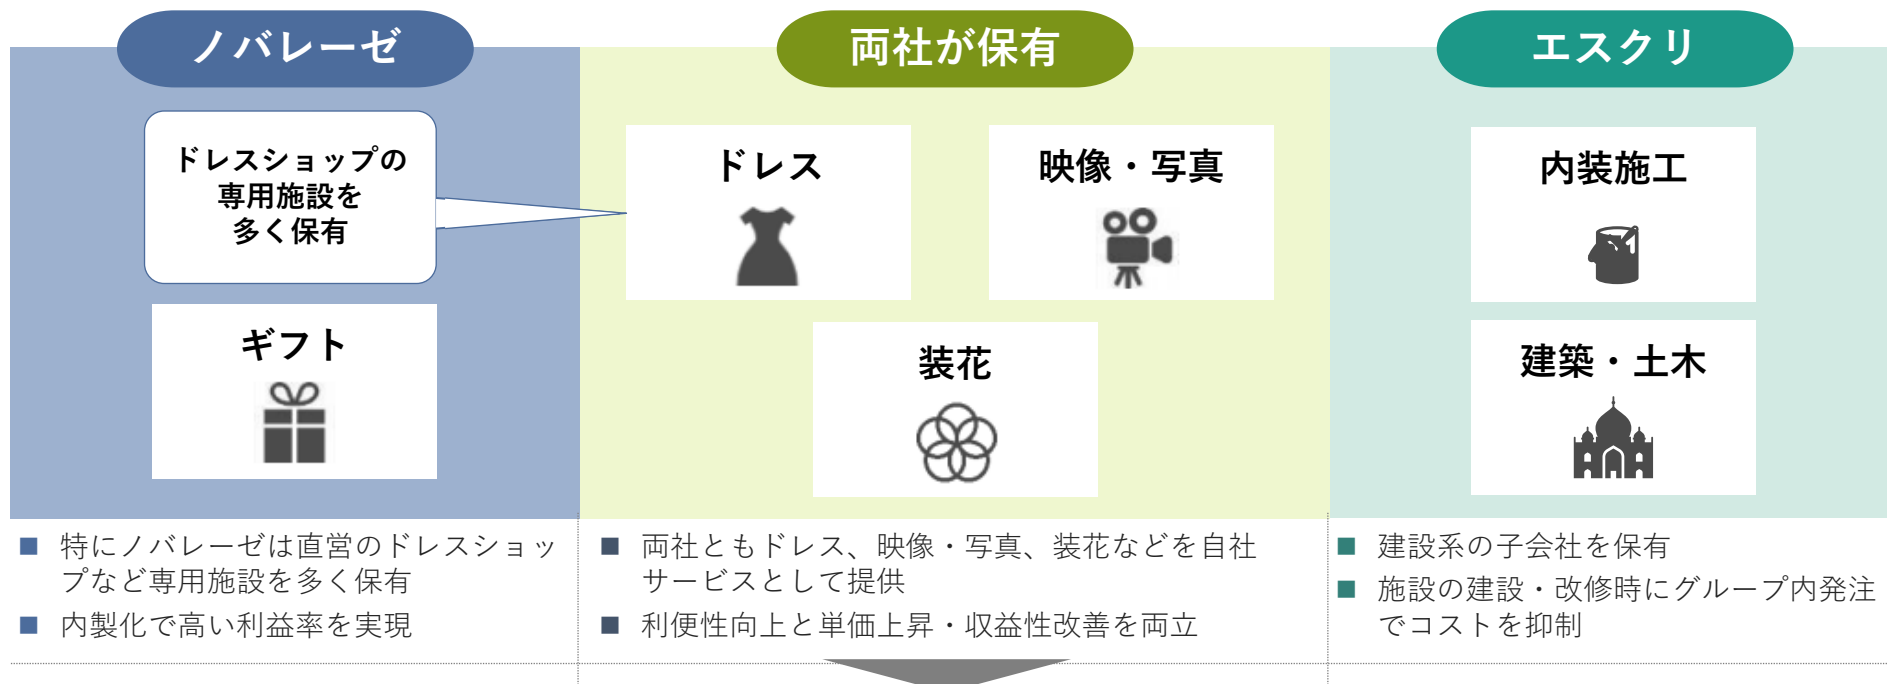 ノバレーゼ
両社が保有
エスクリ
ドレスショップの
専用施設を
多く保有
ギフト
ドレス
映像・写真
装花
内装施工
建築・土木
■ 特にノバレーゼは直営のドレスショッ
プなど専用施設を多く保有
■ 内製化で高い利益率を実現
■ 両社ともドレス、映像・写真、装花などを自社
サービスとして提供
■ 利便性向上と単価上昇・収益性改善を両立
■ 建設系の子会社を保有
■ 施設の建設・改修時にグループ内発注
でコストを抑制